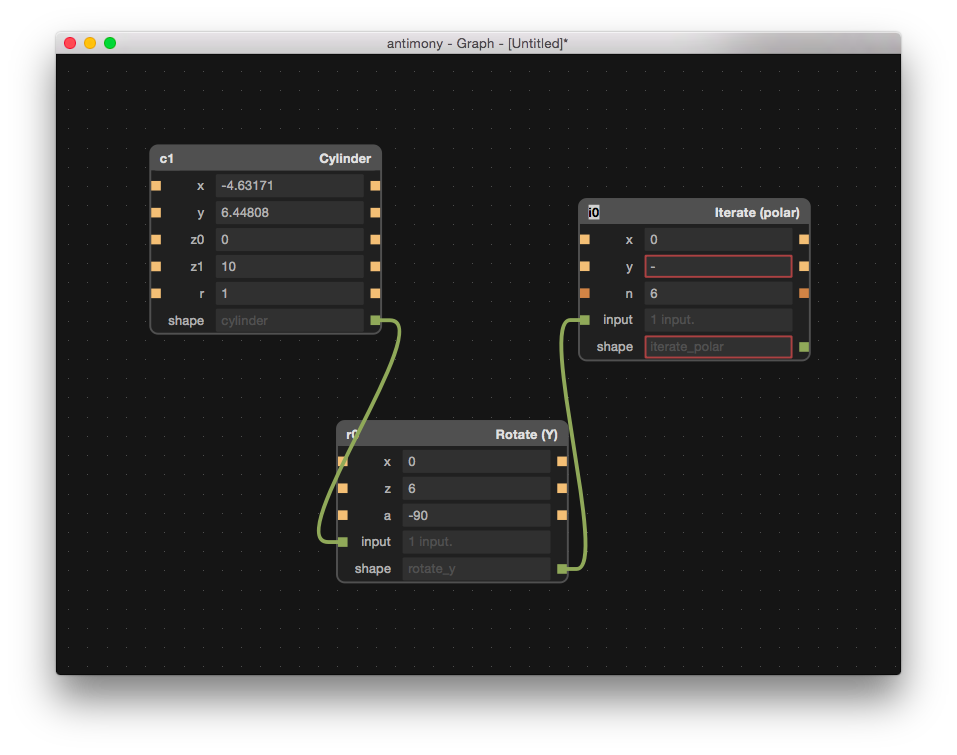 antimony - Graph - [Untitled]*
c1 Cylinder
x -4.63171
y 6.44808
z0 0
z1 10
r 1
shape cylinder
i0 Iterate (polar)
x 0
y -
n 6
input 1 input.
shape iterate_polar
r0 Rotate (Y)
x 0
z 6
a -90
input 1 input.
shape rotate_y